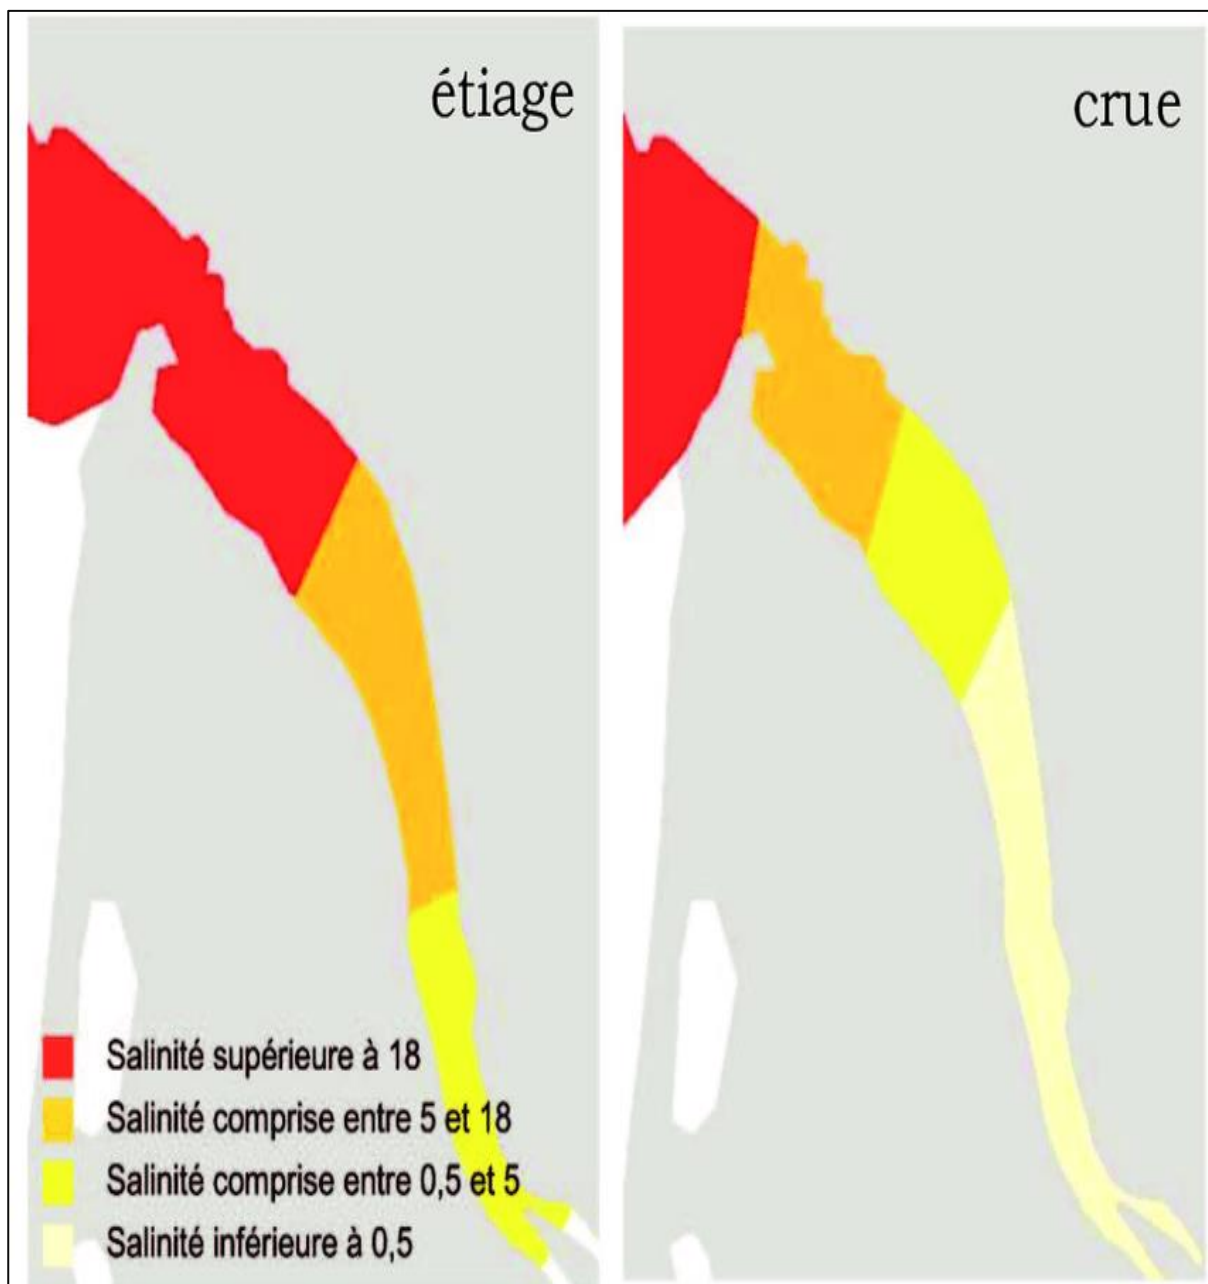 étiage
crue
Salinité supérieure à 18
Salinité comprise entre 5 et 18
Salinité comprise entre 0,5 et 5
Salinité inférieure à 0,5